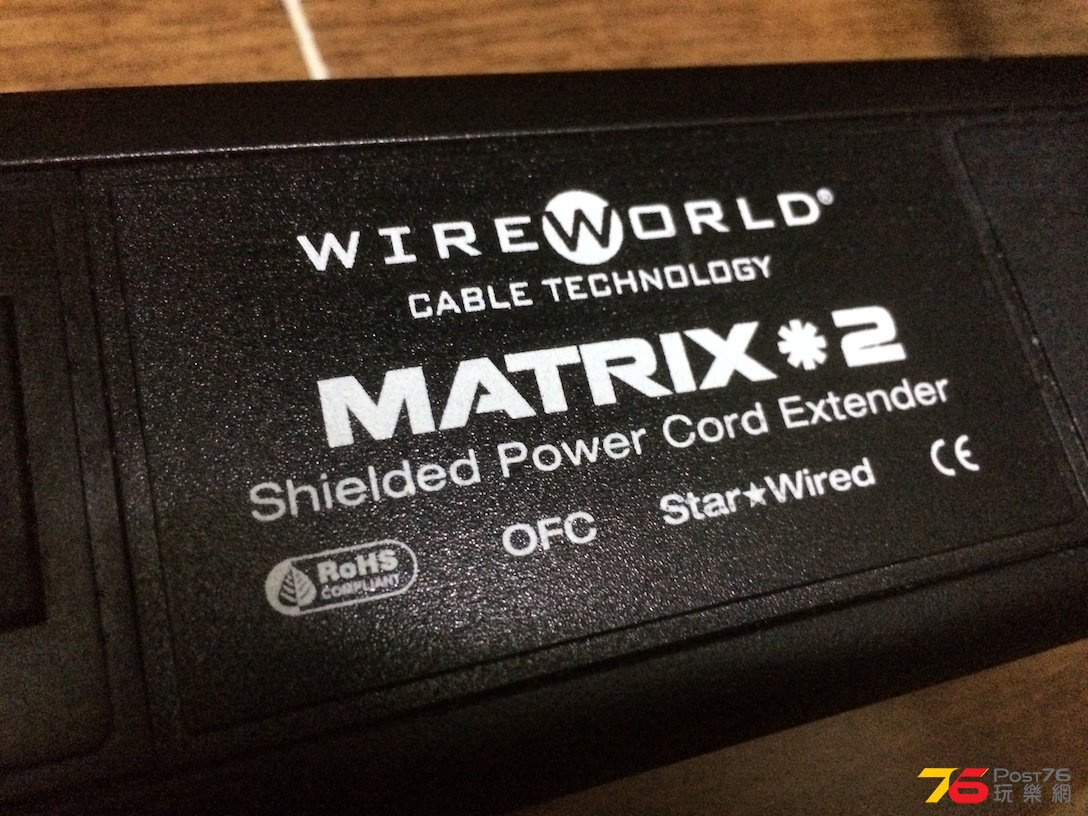 WIREWORLD®
CABLE TECHNOLOGY
MATRIX✱2
Shielded Power Cord Extender
RoHS
COMPLIANT
OFC
Star★Wired
CE
76 POST76
玩樂網